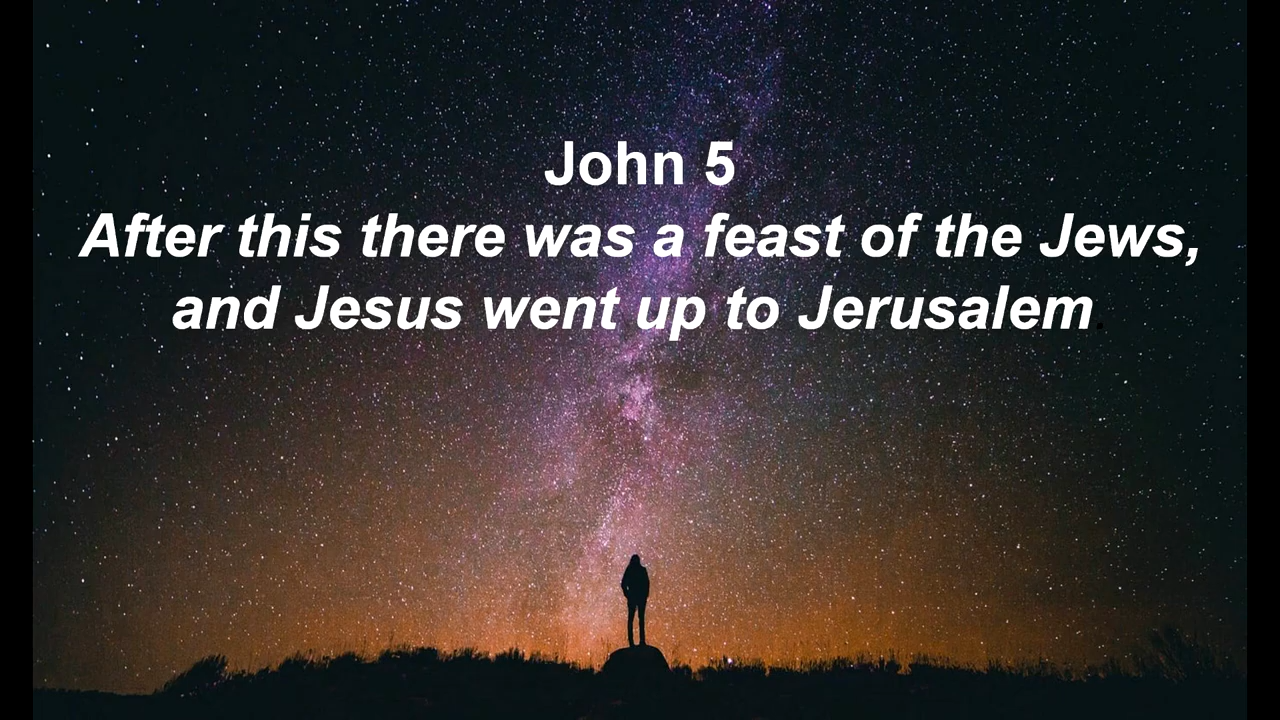 John 5
After this there was a feast of the Jews,
and Jesus went up to Jerusalem.